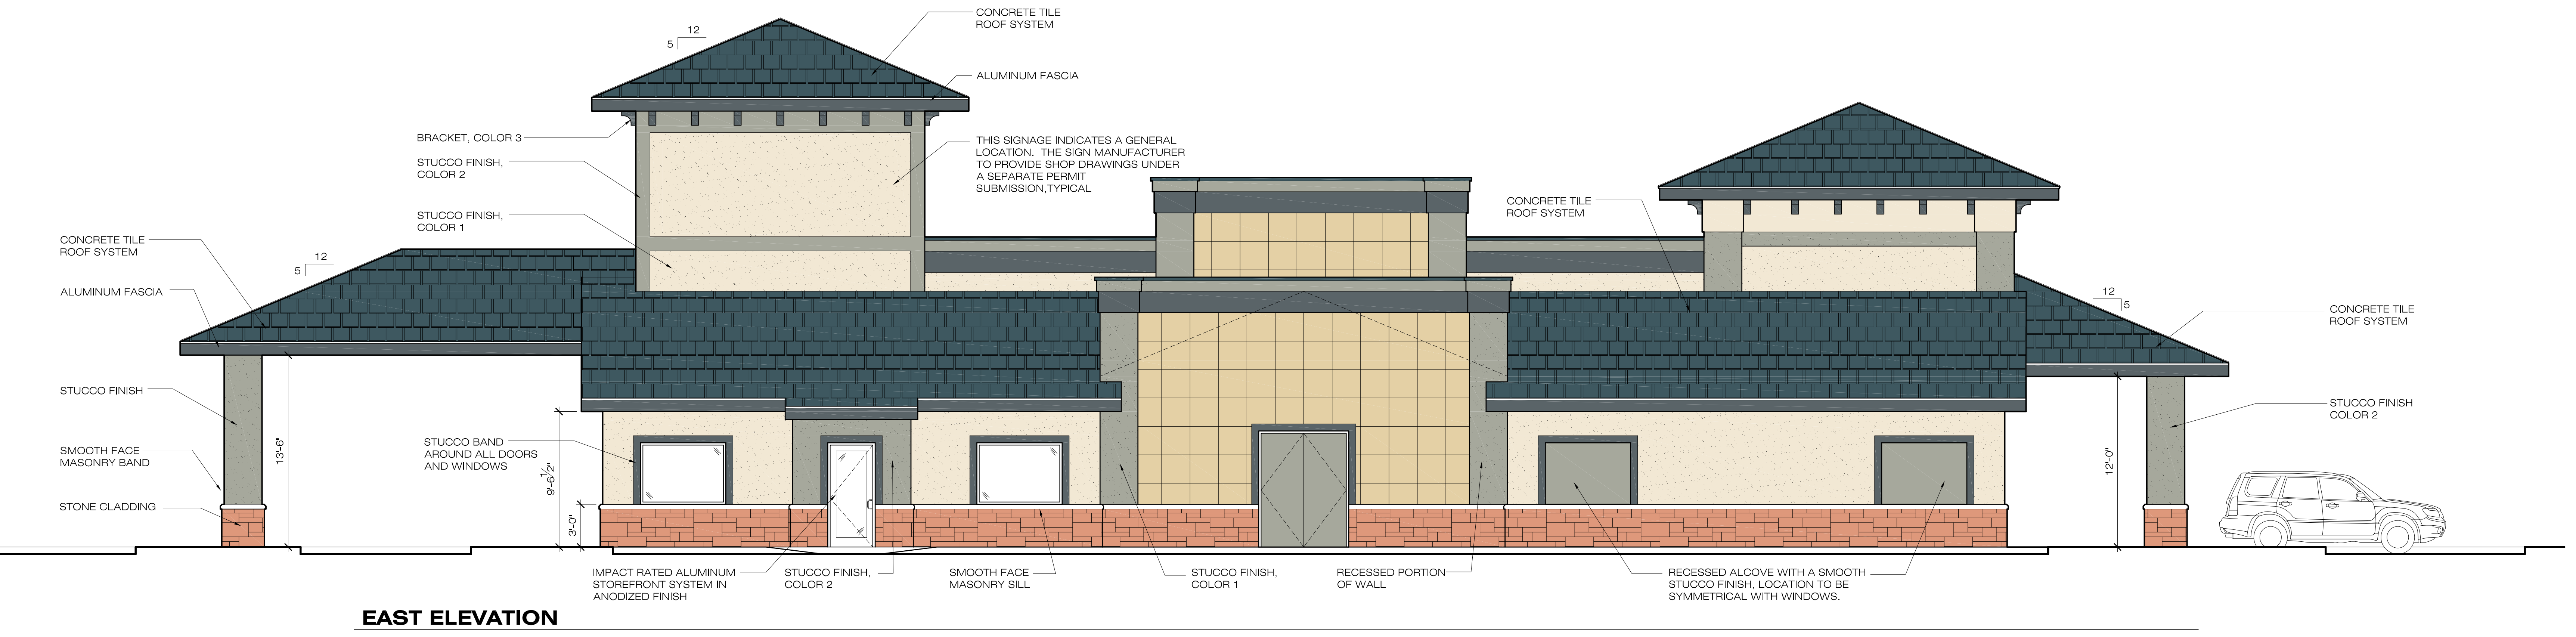 CONCRETE TILE
ROOF SYSTEM
12
5
ALUMINUM FASCIA
BRACKET, COLOR 3
STUCCO FINISH,
COLOR 2
STUCCO FINISH,
COLOR 1
THIS SIGNAGE INDICATES A GENERAL
LOCATION.  THE SIGN MANUFACTURER
TO PROVIDE SHOP DRAWINGS UNDER
A SEPARATE PERMIT
SUBMISSION,TYPICAL
CONCRETE TILE
ROOF SYSTEM
CONCRETE TILE
ROOF SYSTEM
12
5
ALUMINUM FASCIA
12
5
CONCRETE TILE
ROOF SYSTEM
STUCCO FINISH
SMOOTH FACE
MASONRY BAND
STONE CLADDING
13'-6"
STUCCO BAND
AROUND ALL DOORS
AND WINDOWS
9'-6 1/2"
3'-0"
12'-0"
STUCCO FINISH
COLOR 2
IMPACT RATED ALUMINUM
STOREFRONT SYSTEM IN
ANODIZED FINISH
STUCCO FINISH,
COLOR 2
SMOOTH FACE
MASONRY SILL
STUCCO FINISH,
COLOR 1
RECESSED PORTION
OF WALL
RECESSED ALCOVE WITH A SMOOTH
STUCCO FINISH, LOCATION TO BE
SYMMETRICAL WITH WINDOWS.
EAST ELEVATION